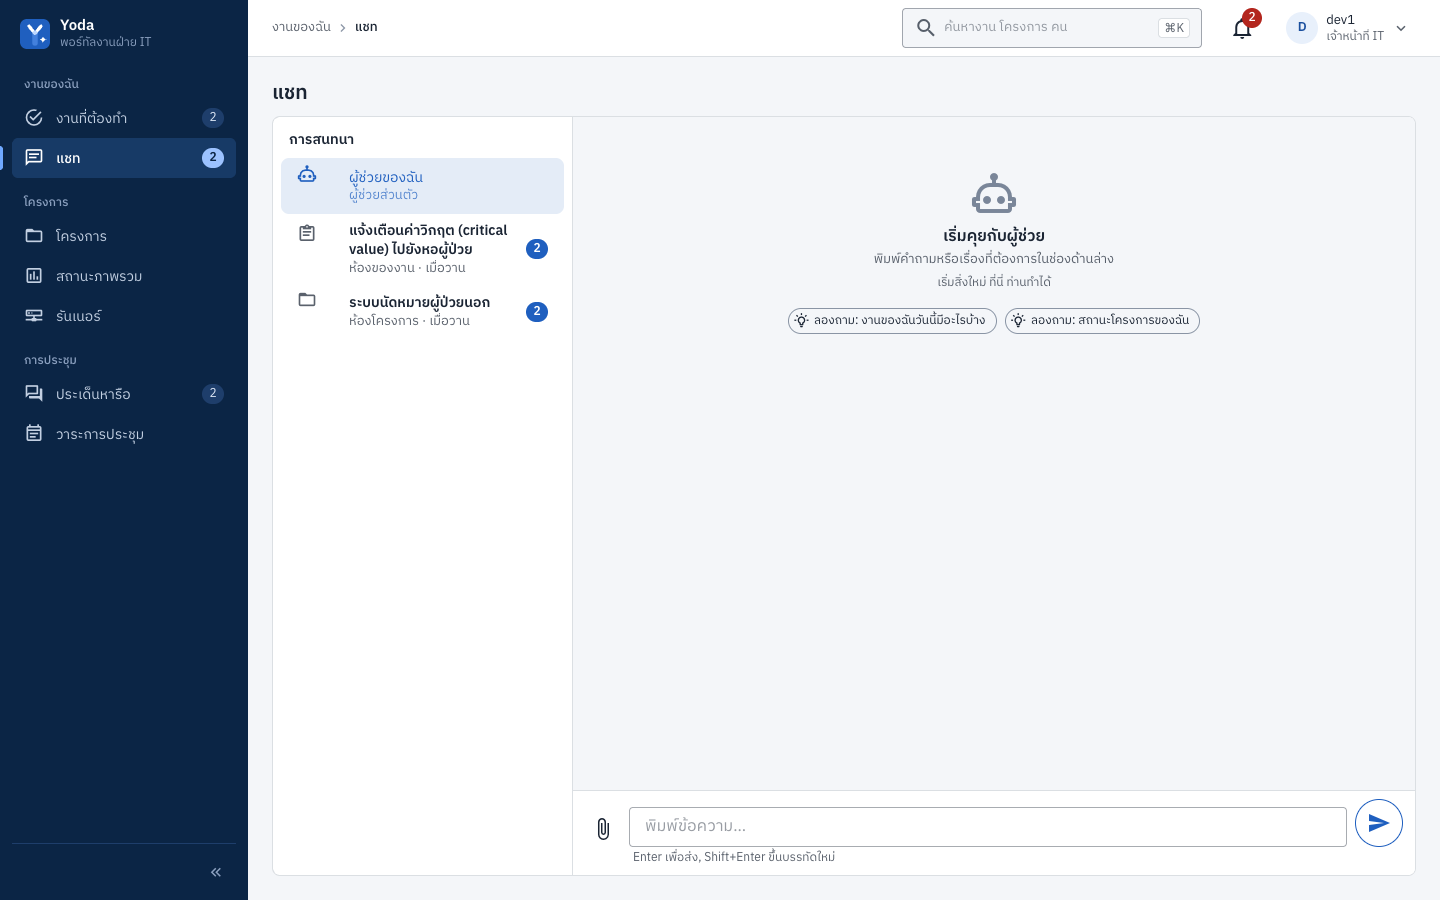 Yoda
พอร์ทัลงานฝ่าย IT
งานของฉัน
งานที่ต้องทำ 2
แชท 2
โครงการ
โครงการ
สถานะภาพรวม
รันเนอร์
การประชุม
ประเด็นหารือ 2
วาระการประชุม
งานของฉัน > แชท
ค้นหางาน โครงการ คน ⌘K
2
D
dev1
เจ้าหน้าที่ IT
แชท
การสนทนา
ผู้ช่วยของฉัน
ผู้ช่วยส่วนตัว
แจ้งเตือนค่าวิกฤต (critical
value) ไปยังหอผู้ป่วย 2
ห้องของงาน · เมื่อวาน
ระบบนัดหมายผู้ป่วยนอก 2
ห้องโครงการ · เมื่อวาน
เริ่มคุยกับผู้ช่วย
พิมพ์คำถามหรือเรื่องที่ต้องการในช่องด้านล่าง
เริ่มสิ่งใหม่ ที่นี่ ท่านทำได้
ลองถาม: งานของฉันวันนี้มีอะไรบ้าง
ลองถาม: สถานะโครงการของฉัน
พิมพ์ข้อความ...
Enter เพื่อส่ง, Shift+Enter ขึ้นบรรทัดใหม่